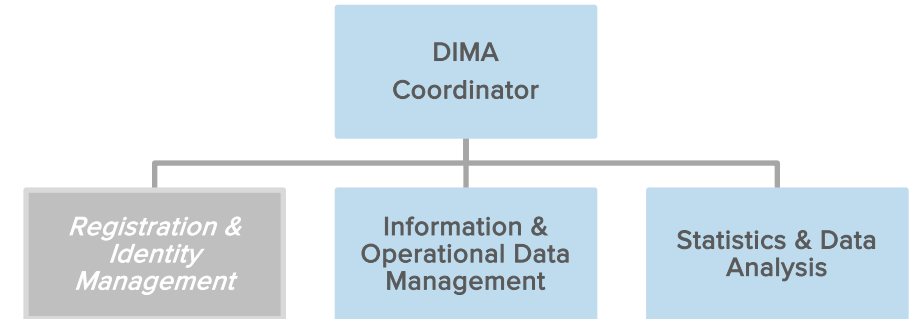 DIMA
Coordinator
Registration &
Identity
Management
Information &
Operational Data
Management
Statistics & Data
Analysis